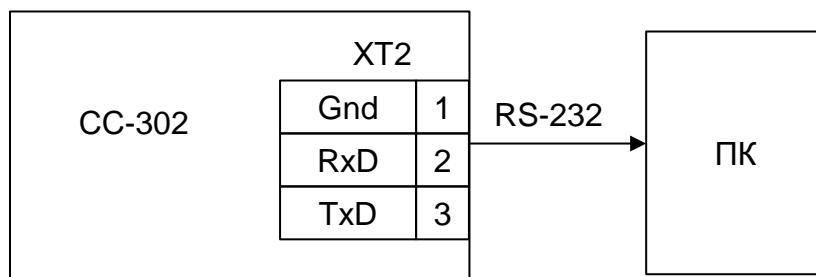 XT2
Gnd 1
CC-302
RS-232
RxD 2
ПК
TxD 3